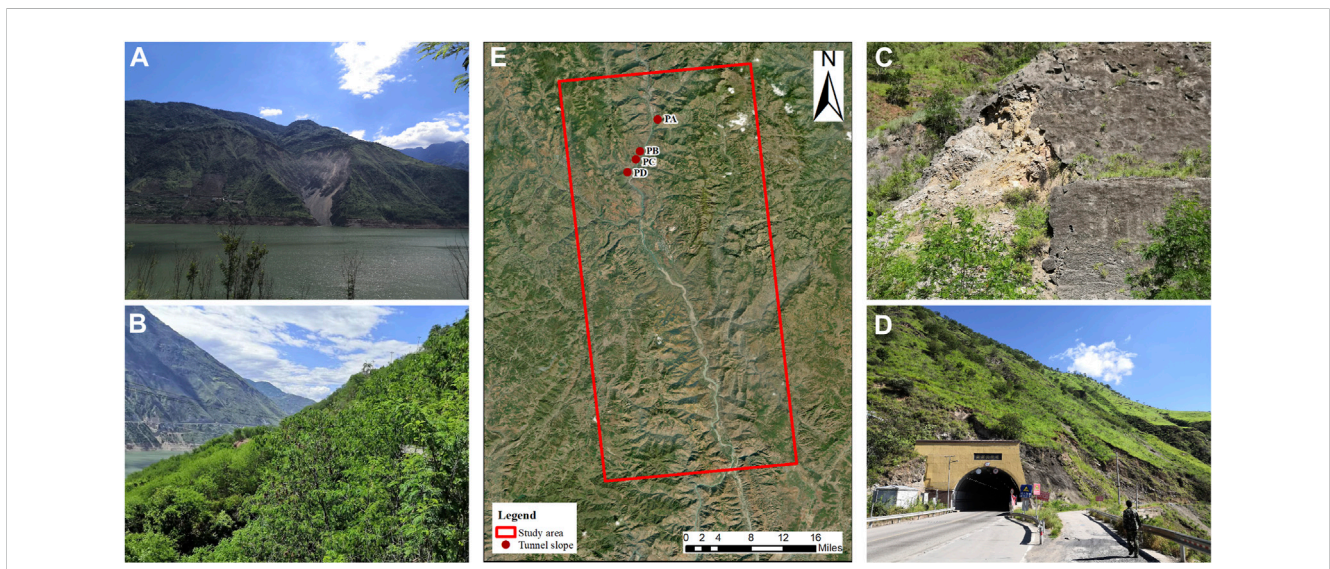 A
E
N
C
PA
PB
PC
PD
B
D
Legend
Study area
Tunnel slope
0 2 4 8 12 16
Miles